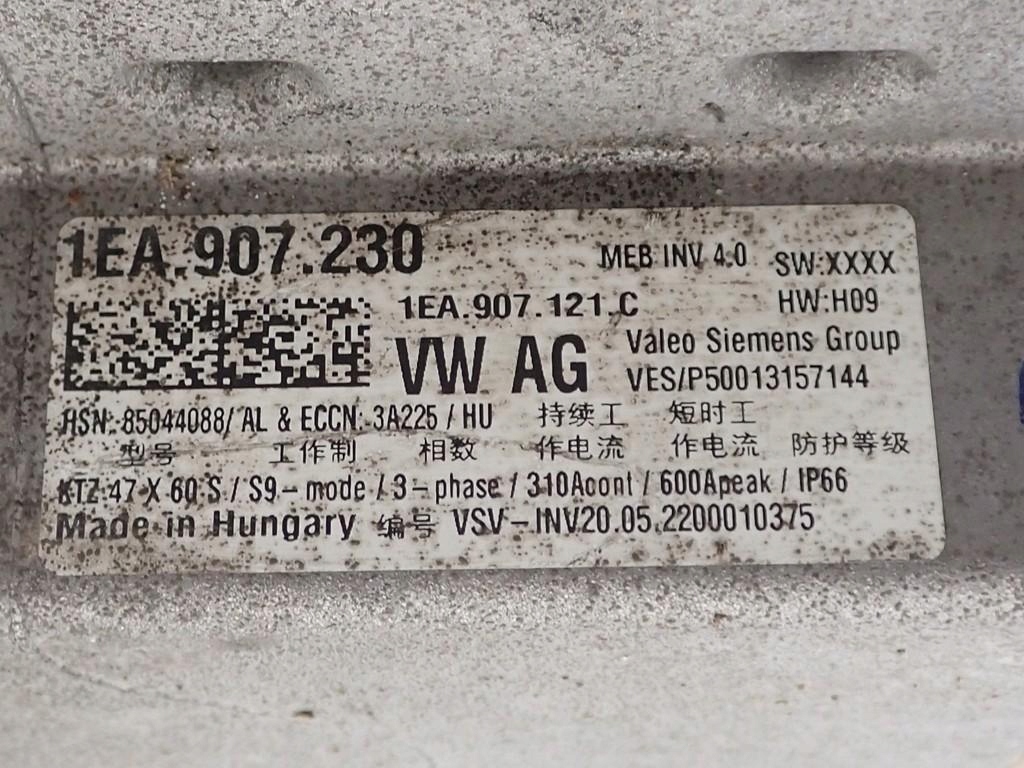 1EA.907.230 MEB INV 4.0 SW:XXXX
1EA.907.121.C HW:H09
VW AG Valeo Siemens Group
VES/P50013157144
HSN:85044088/ AL & ECCN: 3A225 / HU 持续工 短时工
型号 工作制 相数 作电流 作电流 防护等级
KTZ 47 X 60 S / S9-mode / 3-phase / 310Acont / 600Apeak / IP66
Made in Hungary 编号 VSV-INV20.05.2200010375